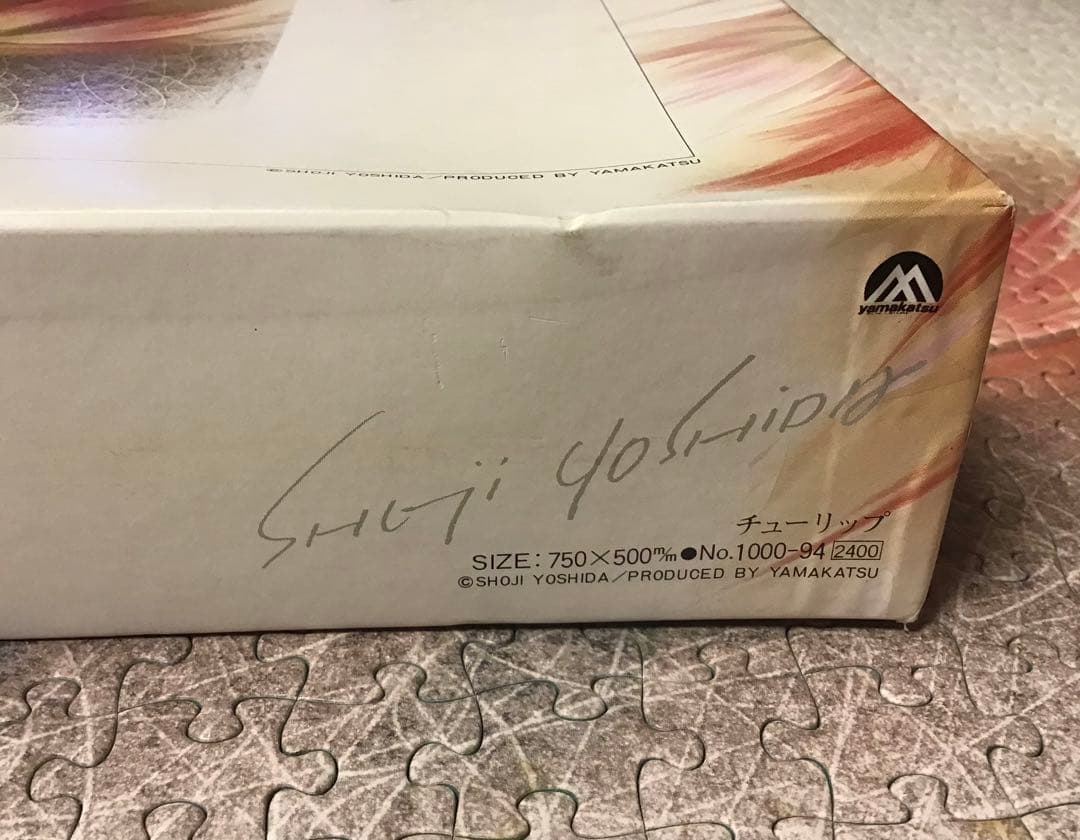 ©SHOJI YOSHIDA/PRODUCED BY YAMAKATSU
yamakatsu
SHOJI YOSHIDA
チューリップ
SIZE: 750×500m/m ●No.1000-94 2400
©SHOJI YOSHIDA/PRODUCED BY YAMAKATSU